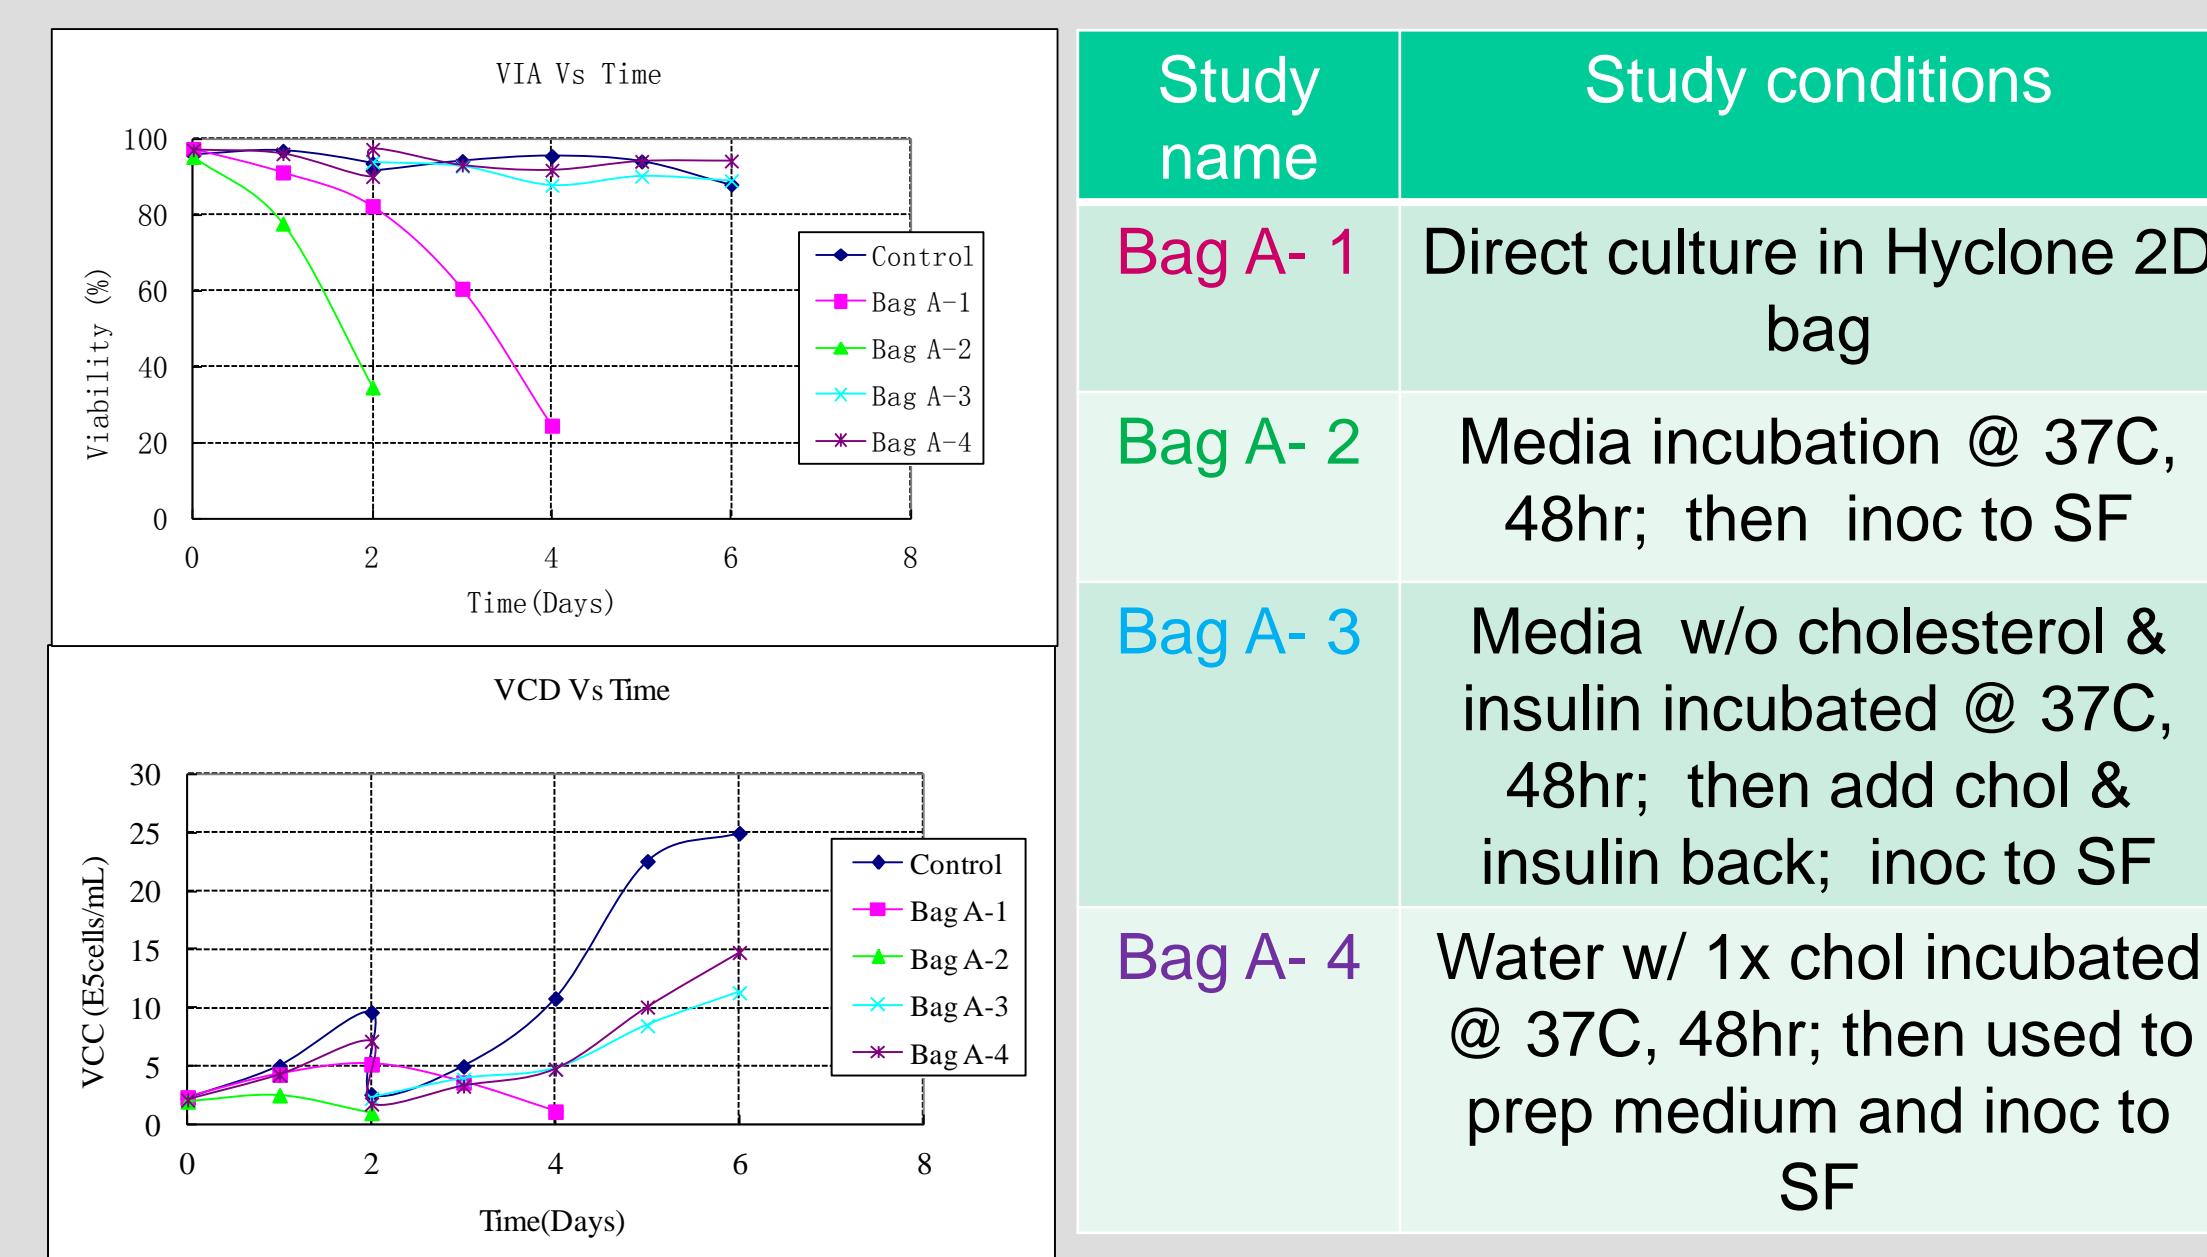 VIA Vs Time
100
80
60
40
20
0
0 2 4 6 8
Viability (%)
Time(Days)
Control
Bag A-1
Bag A-2
Bag A-3
Bag A-4
VCD Vs Time
30
25
20
15
10
5
0
0 2 4 6 8
VCC (E5cells/mL)
Time(Days)
Control
Bag A-1
Bag A-2
Bag A-3
Bag A-4
Study
name
Study conditions
Bag A- 1
Direct culture in Hyclone 2D
bag
Bag A- 2
Media incubation @ 37C,
48hr; then inoc to SF
Bag A- 3
Media w/o cholesterol &
insulin incubated @ 37C,
48hr; then add chol &
insulin back; inoc to SF
Bag A- 4
Water w/ 1x chol incubated
@ 37C, 48hr; then used to
prep medium and inoc to
SF